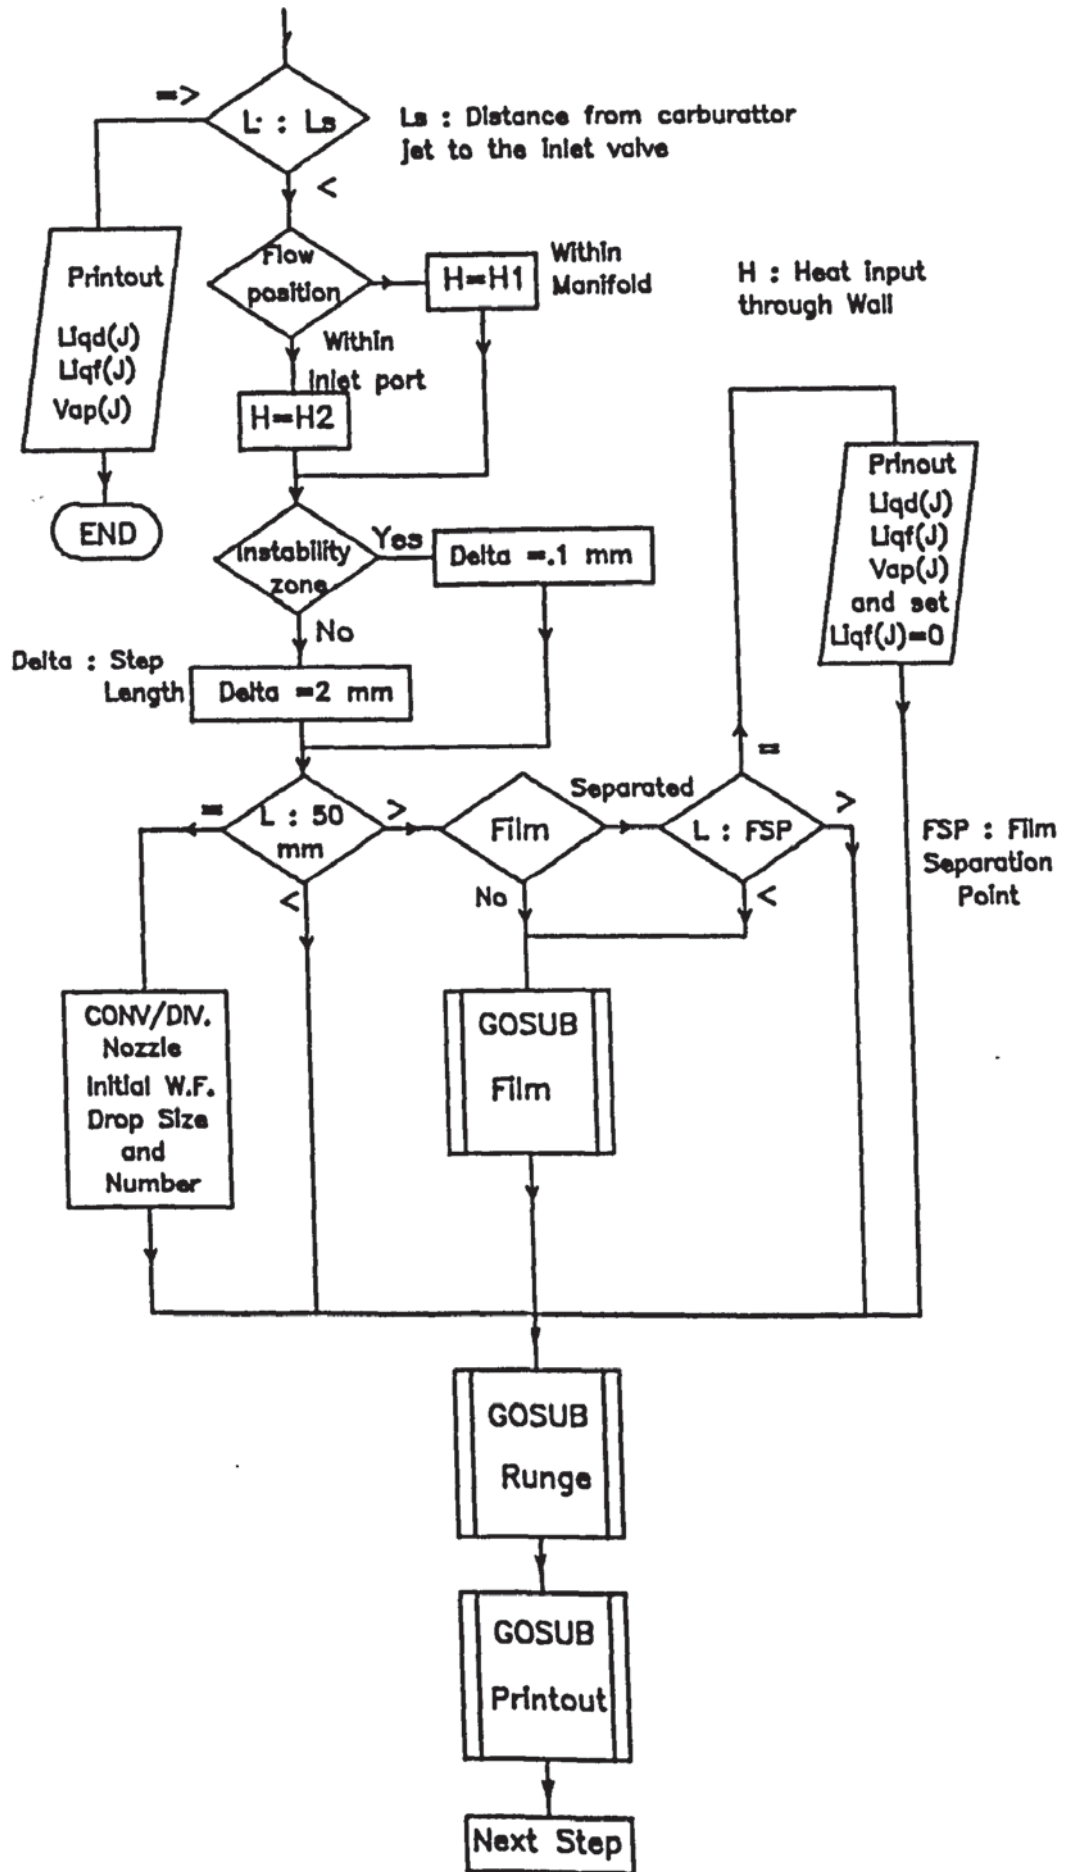 =>
L : Ls
Ls : Distance from carburattor
jet to the inlet valve
<
Printout
Liqd(J)
Liqf(J)
Vap(J)
END
Flow
position
H=H1
Within
Manifold
Within
inlet port
H=H2
H : Heat input
through Wall
Instability
zone
Yes
Delta =.1 mm
No
Delta : Step
Length
Delta =2 mm
Prinout
Liqd(J)
Liqf(J)
Vap(J)
and set
Liqf(J)=0
=
L : 50
mm
>
<
Film
Separated
No
=
L : FSP
>
<
FSP : Film
Separation
Point
CONV/DIV.
Nozzle
Initial W.F.
Drop Size
and
Number
GOSUB
Film
GOSUB
Runge
GOSUB
Printout
Next Step